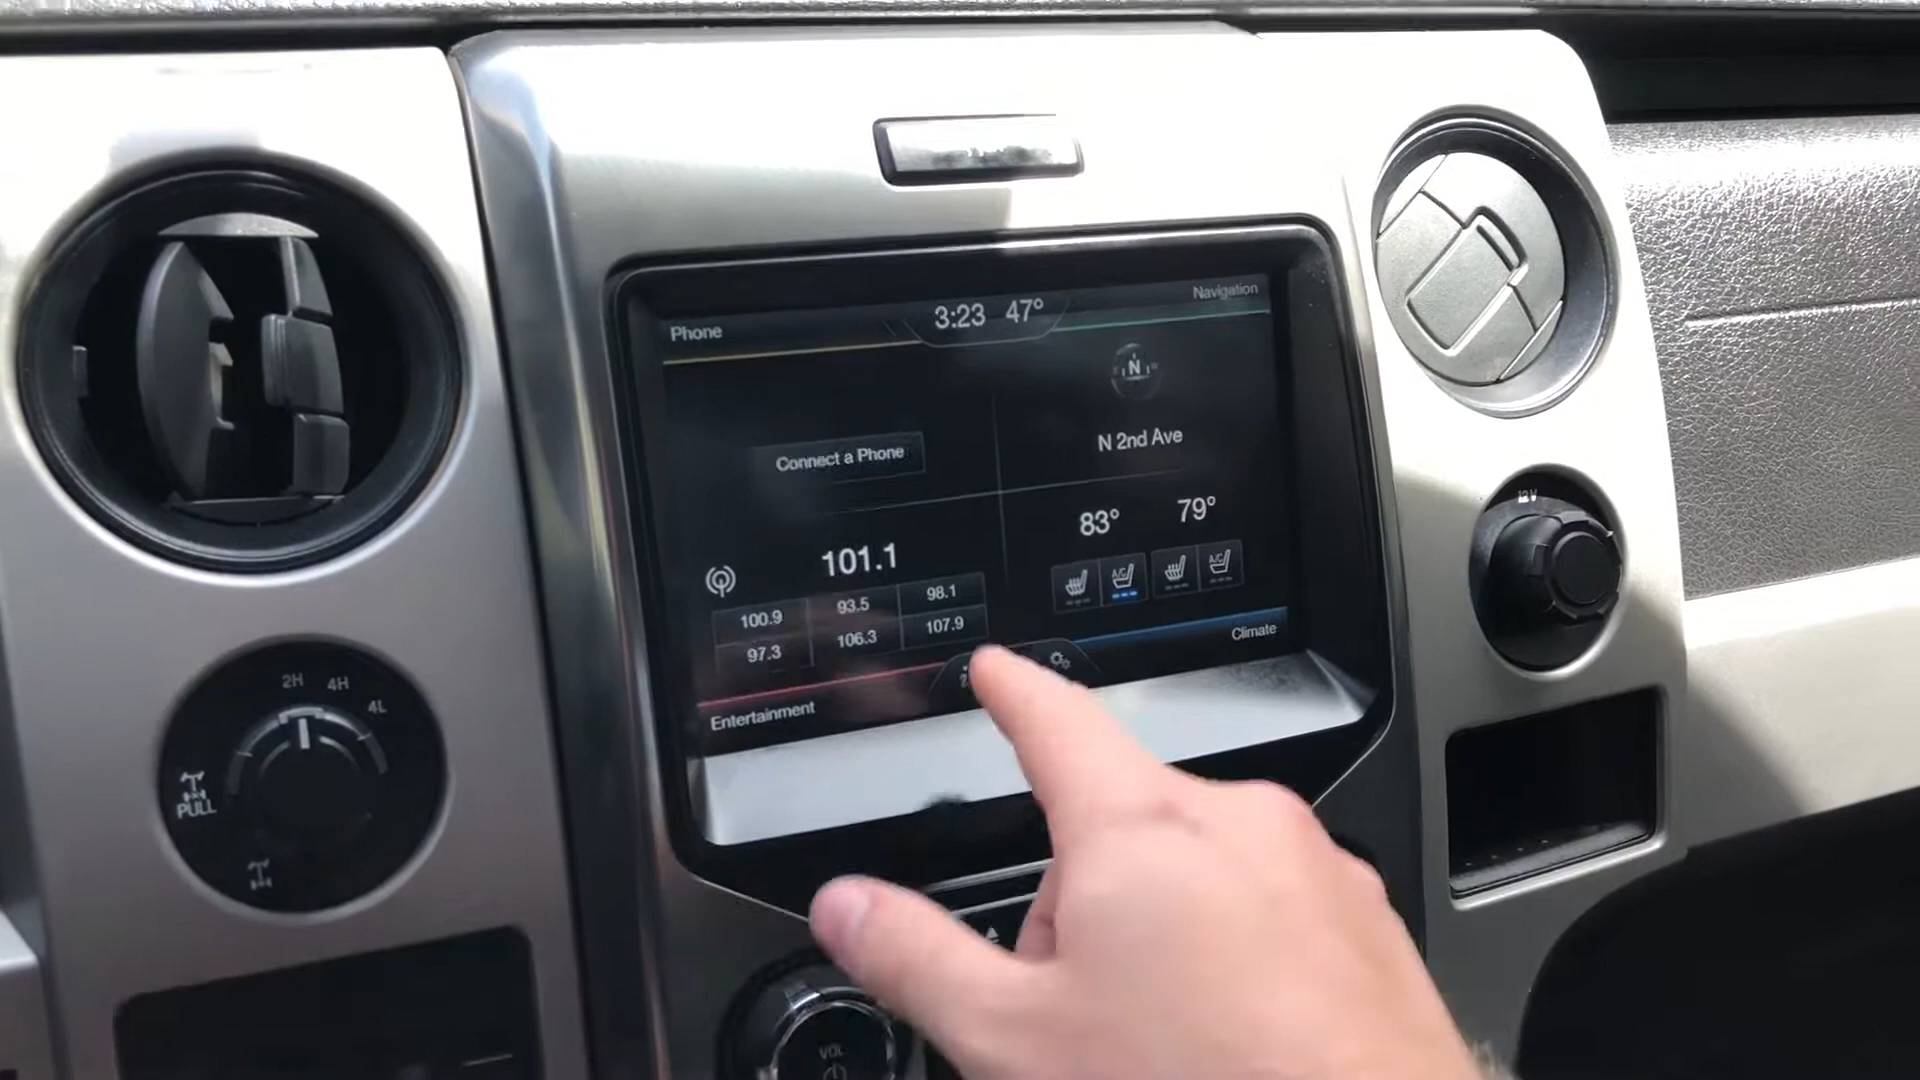 Phone
3:23 47°
Navigation
N
Connect a Phone
N 2nd Ave
83° 79°
A/C A/C
101.1
100.9 93.5 98.1
97.3 106.3 107.9
Entertainment
Climate
12V
2H 4H 4L
PULL
VOL